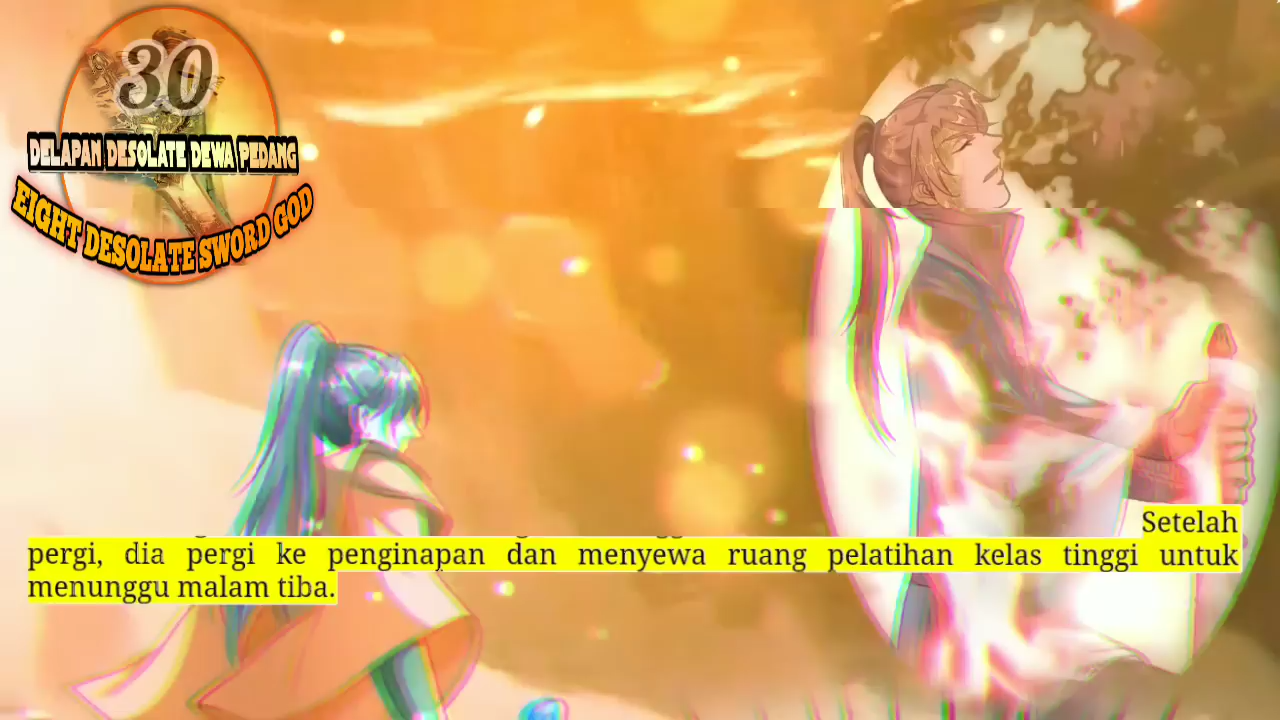 30
DELAPAN DESOLATE DEWA PEDANG
EIGHT DESOLATE SWORD GOD
Setelah
pergi, dia pergi ke penginapan dan menyewa ruang pelatihan kelas tinggi untuk
menunggu malam tiba.